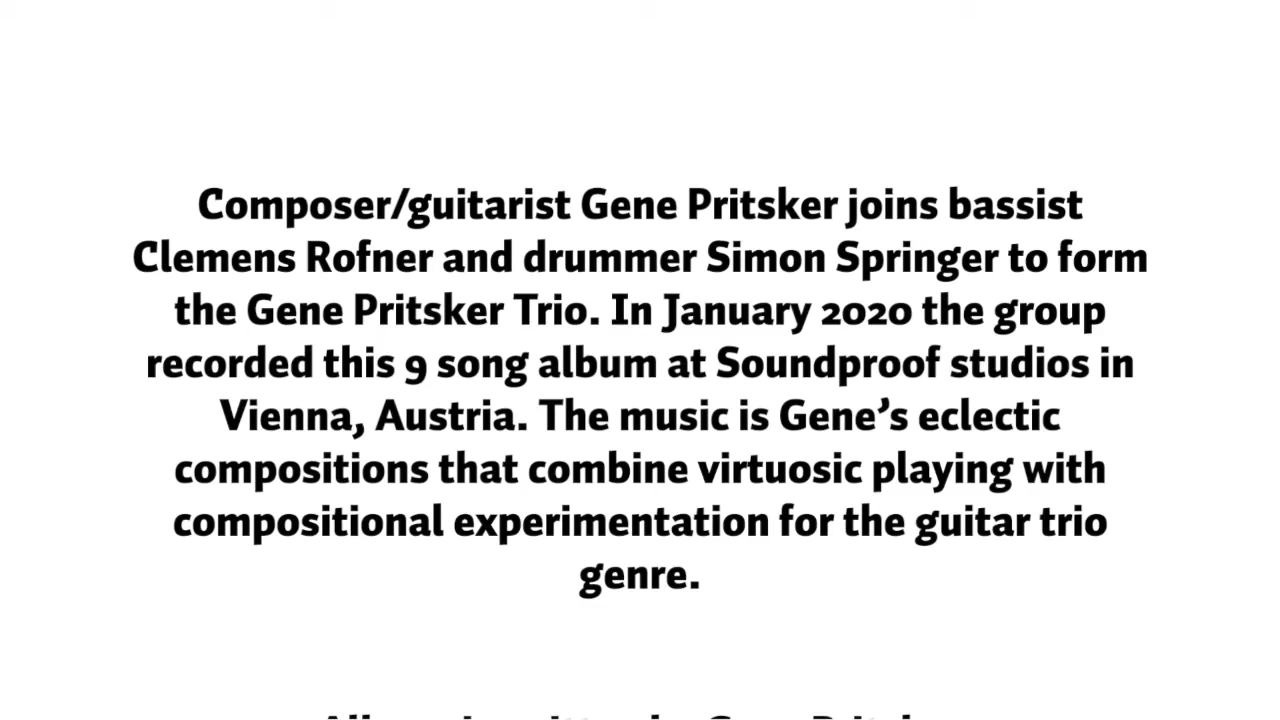 Composer/guitarist Gene Pritsker joins bassist
Clemens Rofner and drummer Simon Springer to form
the Gene Pritsker Trio. In January 2020 the group
recorded this 9 song album at Soundproof studios in
Vienna, Austria. The music is Gene’s eclectic
compositions that combine virtuosic playing with
compositional experimentation for the guitar trio
genre.